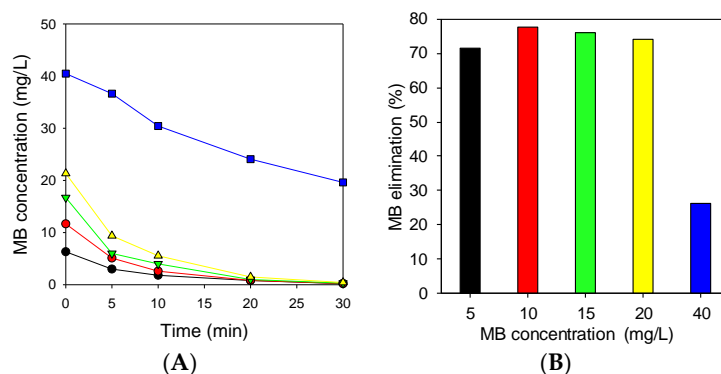 MB concentration (mg/L)
50
40
30
20
10
0
0 5 10 15 20 25 30
Time (min)
(A)
MB elimination (%)
80
70
60
50
40
30
20
10
0
5 10 15 20 40
MB concentration (mg/L)
(B)